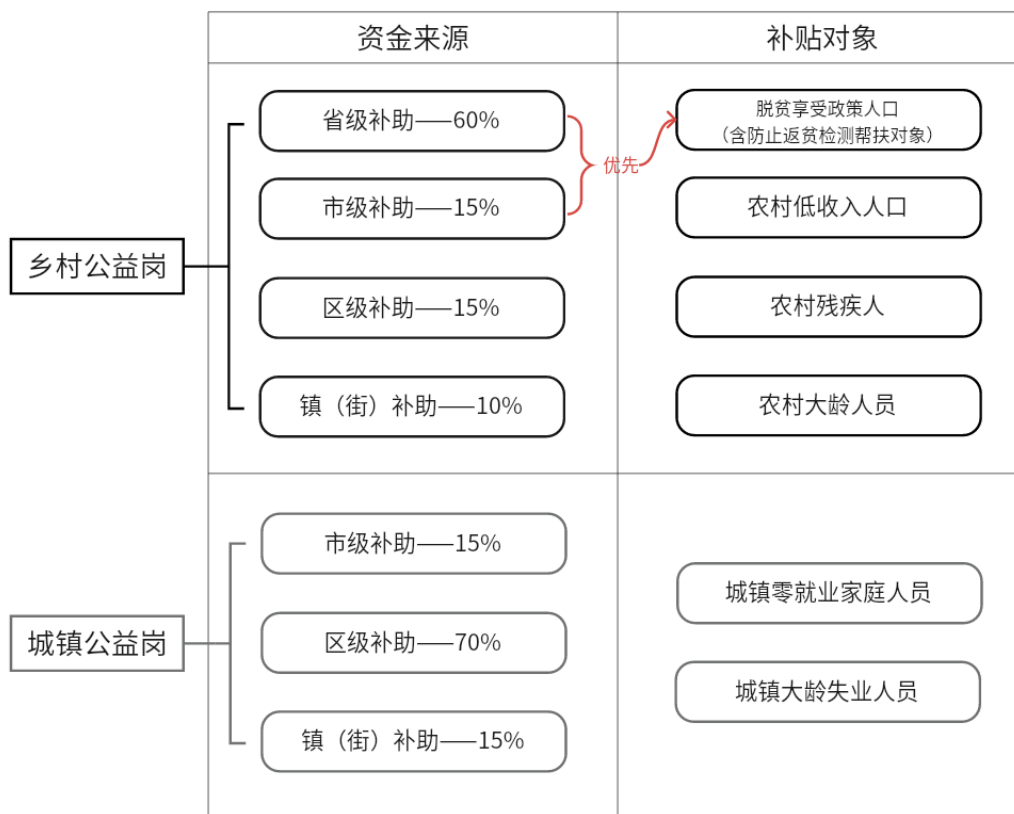 资金来源
补贴对象
乡村公益岗
省级补助——60%
市级补助——15%
区级补助——15%
镇（街）补助——10%
优先
脱贫享受政策人口
（含防止返贫检测帮扶对象）
农村低收入人口
农村残疾人
农村大龄人员
城镇公益岗
市级补助——15%
区级补助——70%
镇（街）补助——15%
城镇零就业家庭人员
城镇大龄失业人员